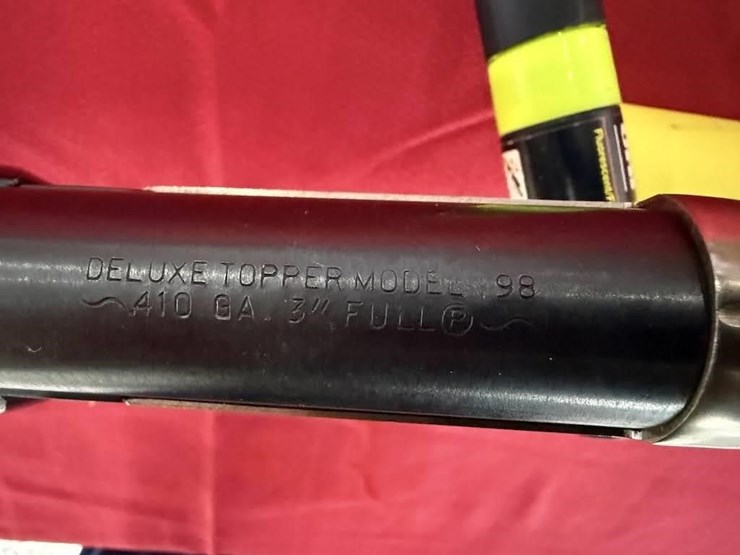 DELUXE TOPPER MODEL 98
~.410 GA. 3" FULL Ⓟ~